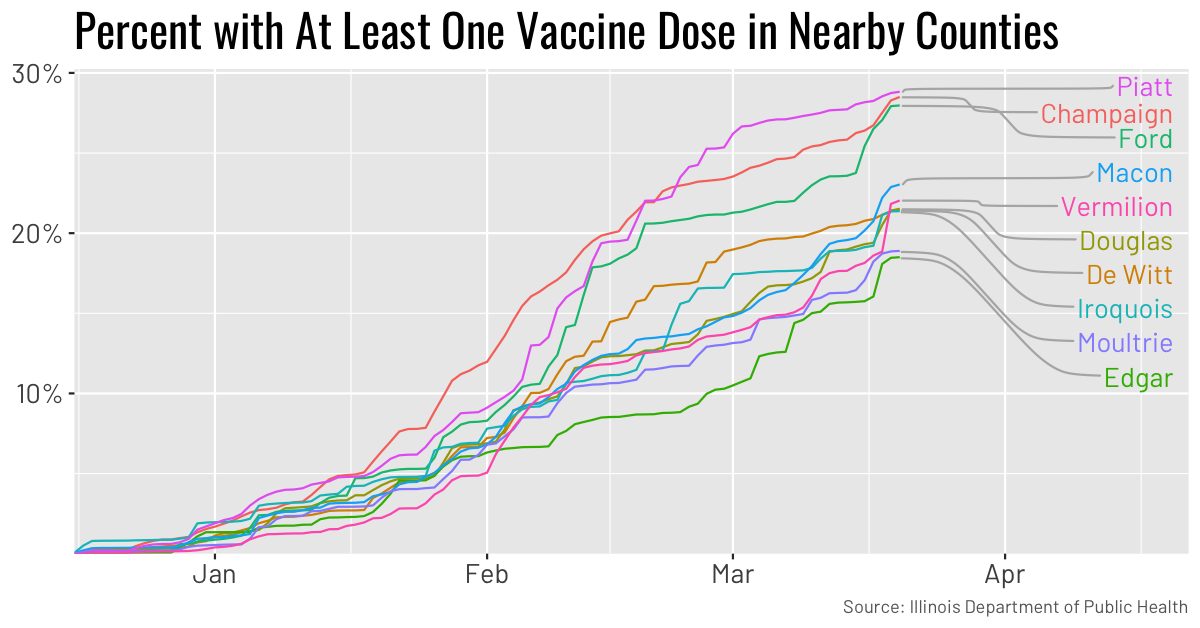 Percent with At Least One Vaccine Dose in Nearby Counties
30%
20%
10%
Piatt
Champaign
Ford
Macon
Vermilion
Douglas
De Witt
Iroquois
Moultrie
Edgar
Jan Feb Mar Apr
Source: Illinois Department of Public Health